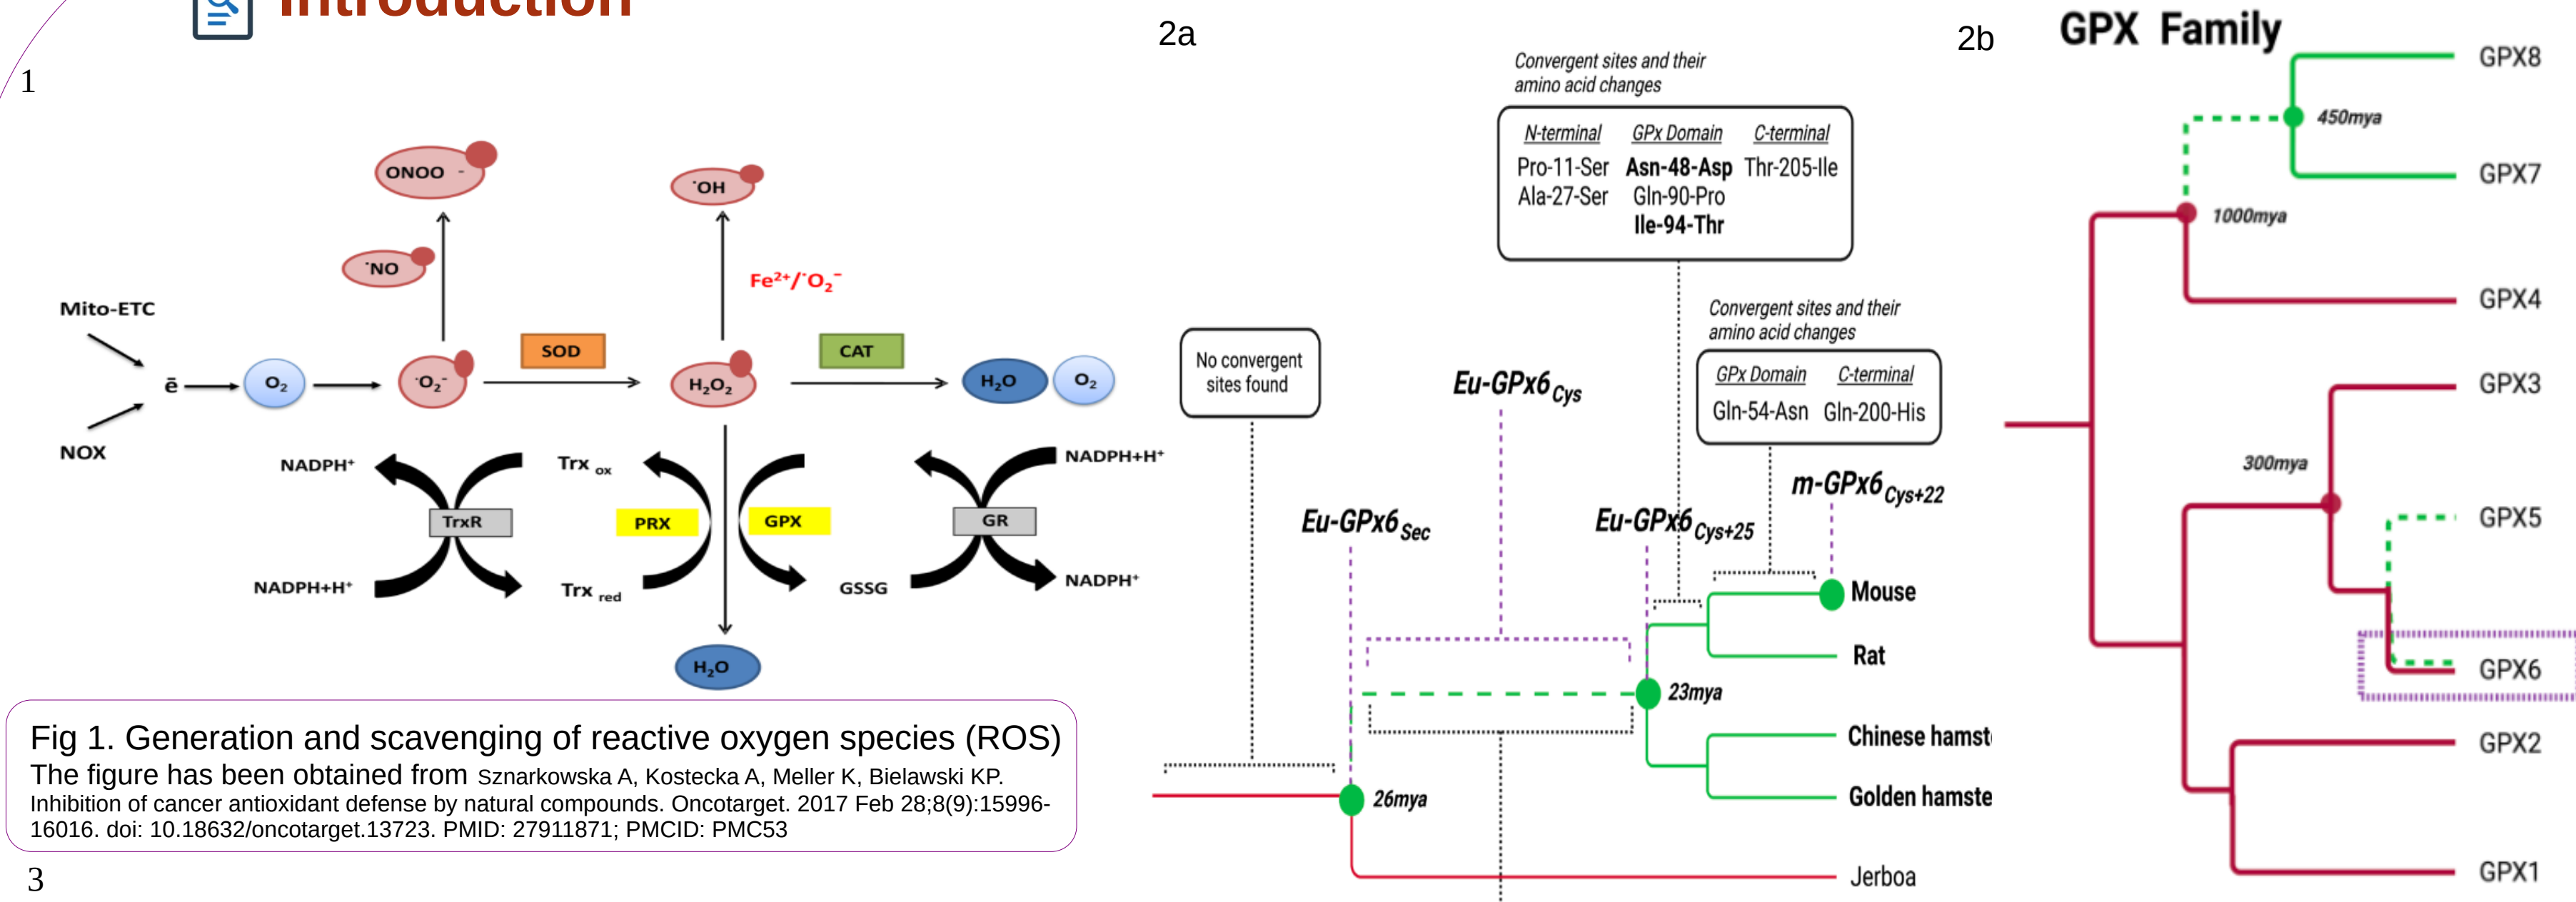 Introduction
1
ONOO -
˙OH
˙NO
Fe²⁺/˙O₂⁻
Mito-ETC
SOD
CAT
ē
O₂
˙O₂⁻
H₂O₂
H₂O
O₂
NOX
NADPH⁺
Trx ox
NADPH+H⁺
TrxR
PRX
GPX
GR
NADPH+H⁺
Trx red
GSSG
NADPH⁺
H₂O
Fig 1. Generation and scavenging of reactive oxygen species (ROS)
The figure has been obtained from Sznarkowska A, Kostecka A, Meller K, Bielawski KP.
Inhibition of cancer antioxidant defense by natural compounds. Oncotarget. 2017 Feb 28;8(9):15996-
16016. doi: 10.18632/oncotarget.13723. PMID: 27911871; PMCID: PMC53
3
2a
Convergent sites and their
amino acid changes
N-terminal GPx Domain C-terminal
Pro-11-Ser Asn-48-Asp Thr-205-Ile
Ala-27-Ser Gln-90-Pro
Ile-94-Thr
Convergent sites and their
amino acid changes
GPx Domain C-terminal
Gln-54-Asn Gln-200-His
No convergent
sites found
Eu-GPx6 Cys
m-GPx6 Cys+22
Eu-GPx6 Sec
Eu-GPx6 Cys+25
Mouse
Rat
23mya
Chinese hamst
Golden hamste
26mya
Jerboa
2b
GPX Family
GPX8
450mya
GPX7
1000mya
GPX4
GPX3
300mya
GPX5
GPX6
GPX2
GPX1